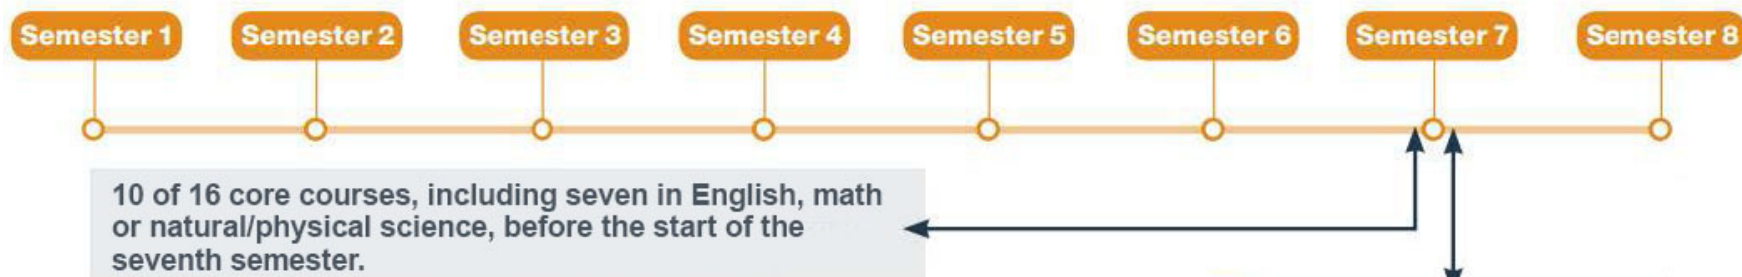 Semester 1 Semester 2 Semester 3 Semester 4 Semester 5 Semester 6 Semester 7 Semester 8
10 of 16 core courses, including seven in English, math
or natural/physical science, before the start of the
seventh semester.